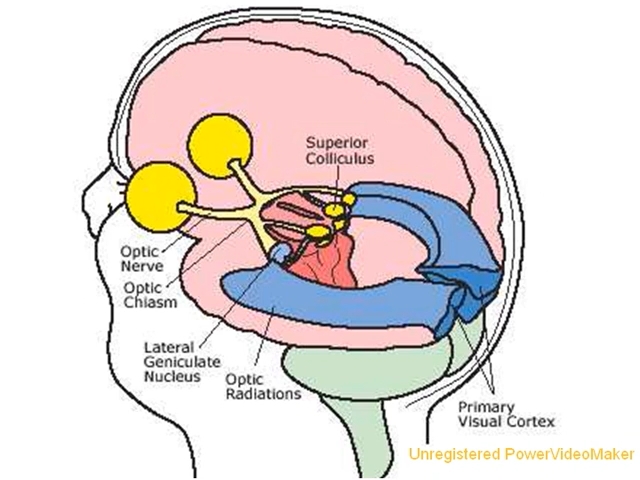 Superior
Colliculus
Optic
Nerve
Optic
Chiasm
Lateral
Geniculate
Nucleus
Optic
Radiations
Primary
Visual Cortex
Unregistered PowerVideoMaker